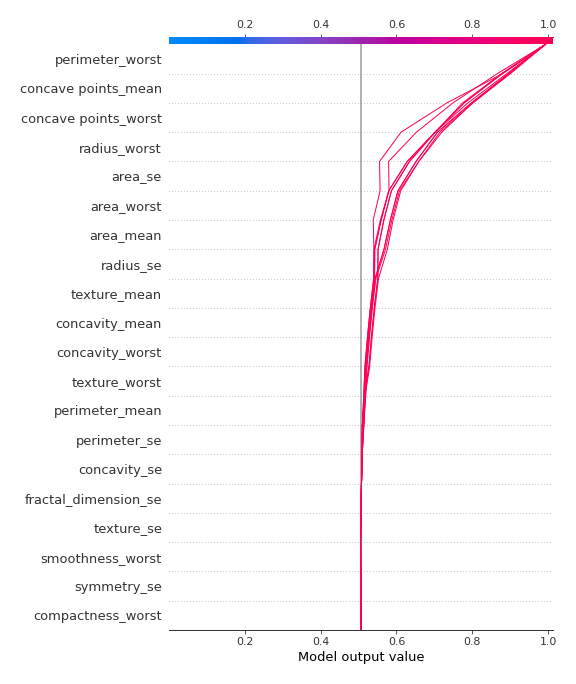 0.2 0.4 0.6 0.8 1.0
perimeter_worst
concave points_mean
concave points_worst
radius_worst
area_se
area_worst
area_mean
radius_se
texture_mean
concavity_mean
concavity_worst
texture_worst
perimeter_mean
perimeter_se
concavity_se
fractal_dimension_se
texture_se
smoothness_worst
symmetry_se
compactness_worst
0.2 0.4 0.6 0.8 1.0
Model output value